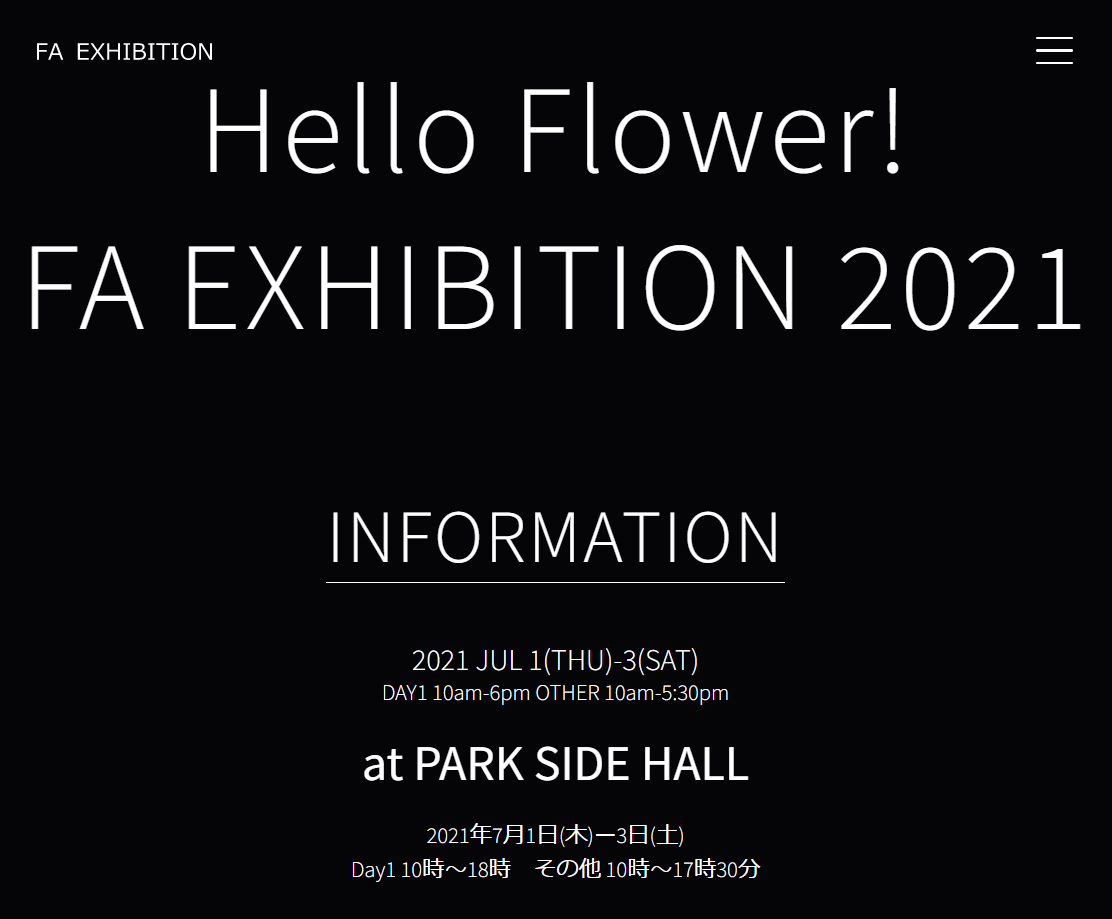 FA EXHIBITION
Hello Flower!
FA EXHIBITION 2021
INFORMATION
2021 JUL 1(THU)-3(SAT)
DAY1 10am-6pm OTHER 10am-5:30pm
at PARK SIDE HALL
2021年7月1日(木)ー3日(土)
Day1 10時〜18時　その他 10時〜17時30分